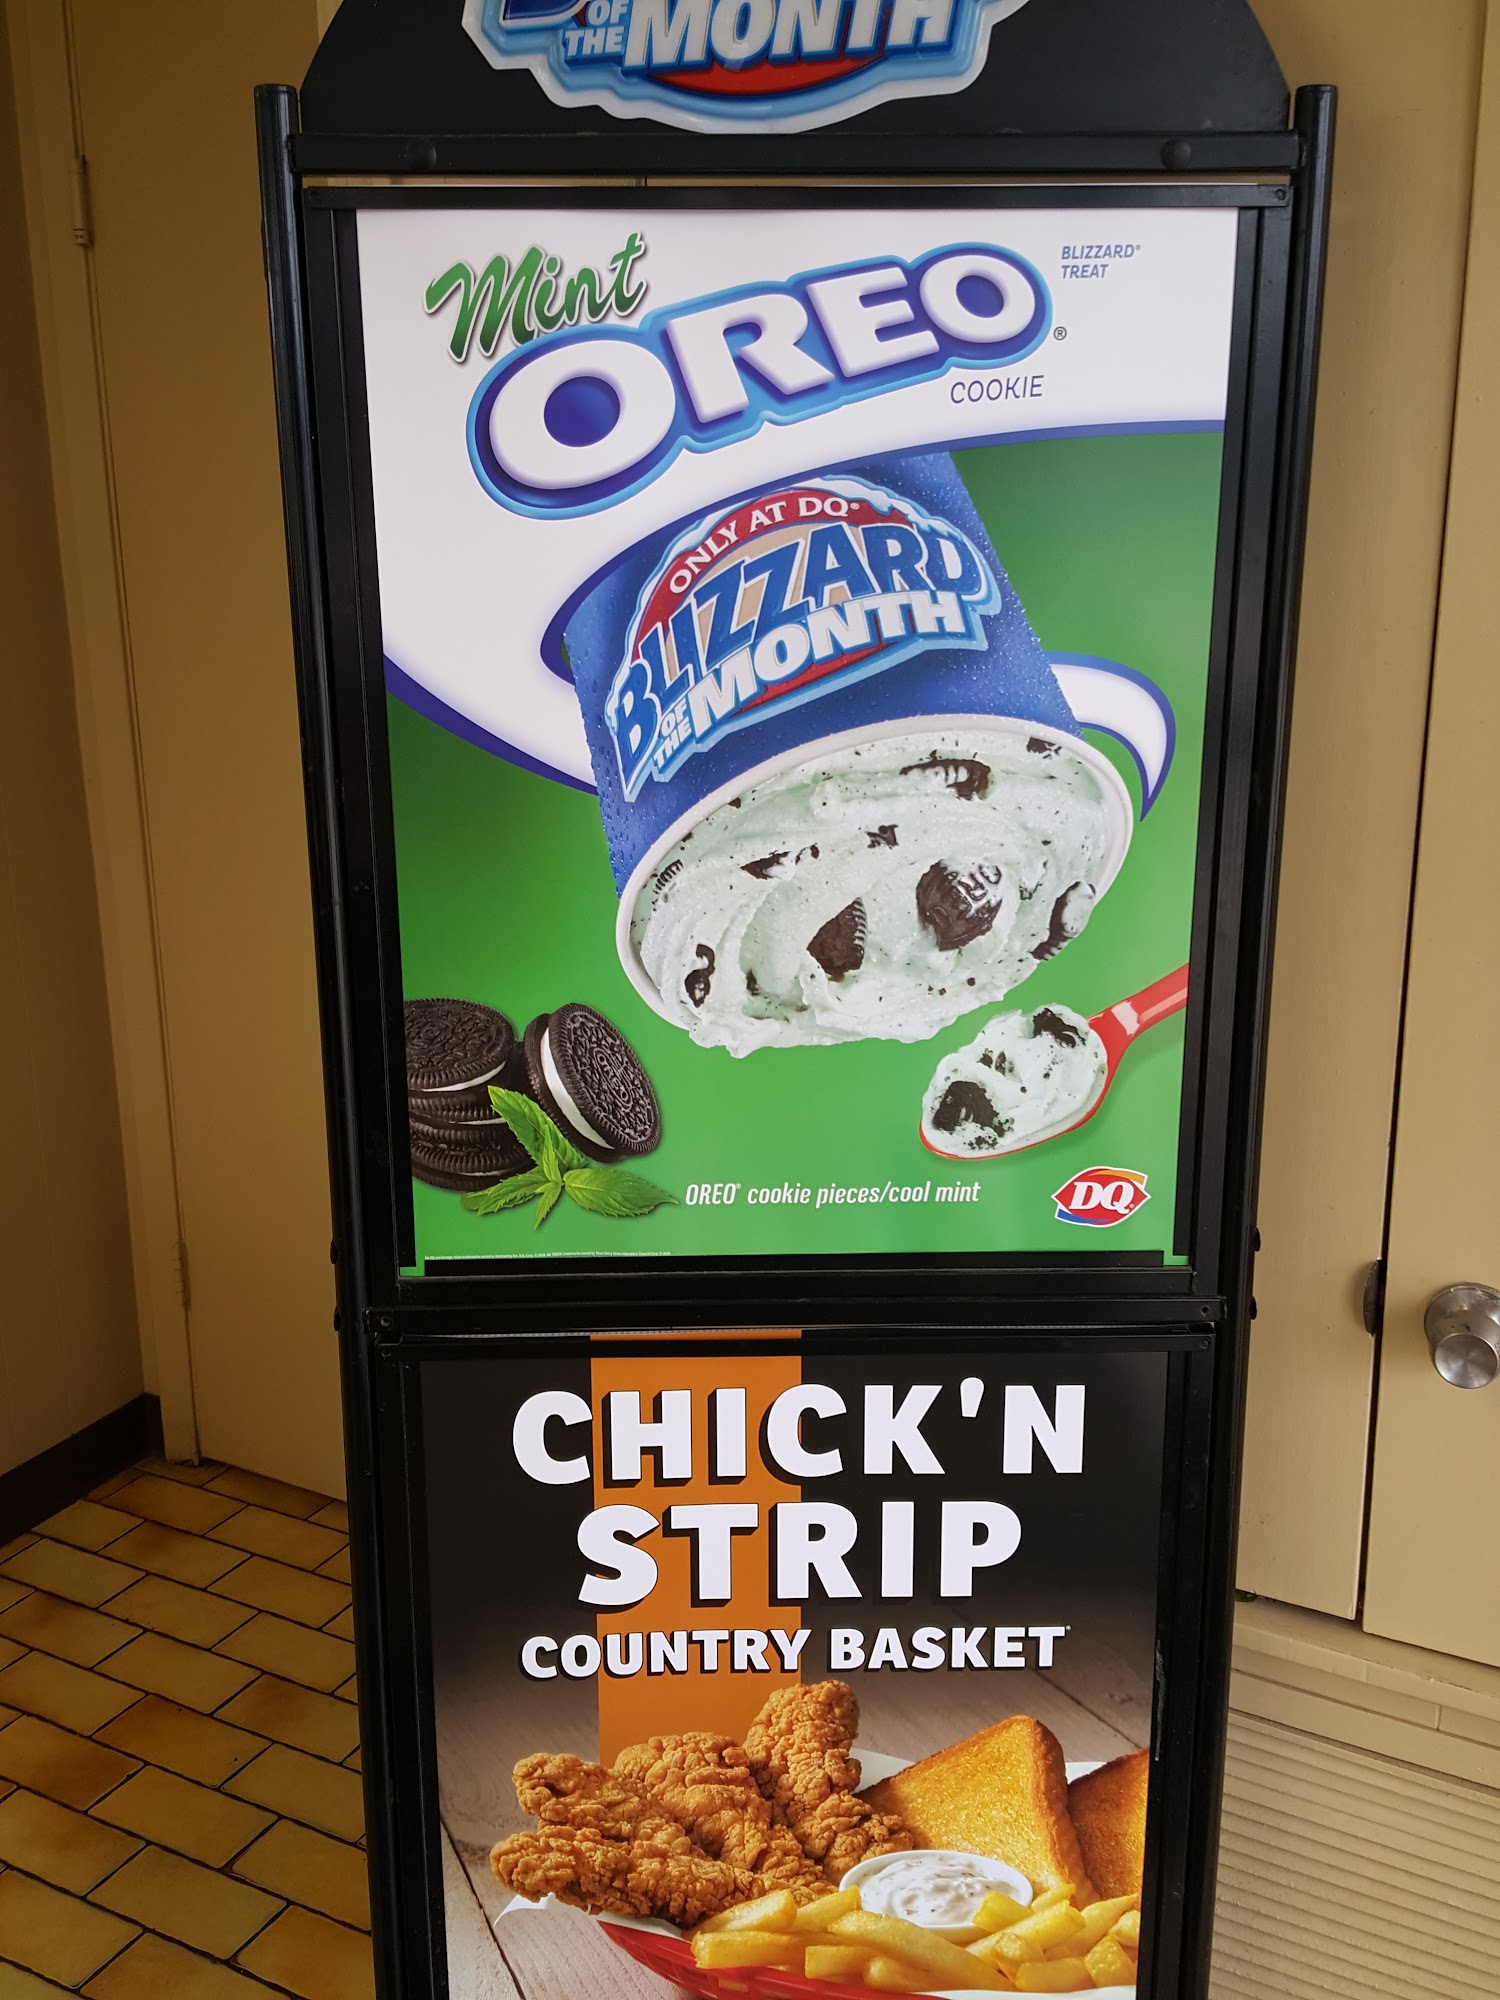 OF
THE MONTH
Mint
OREO®
BLIZZARD®
TREAT
COOKIE
ONLY AT DQ®
BLIZZARD
OF
THE MONTH
OREO® cookie pieces/cool mint
DQ
CHICK'N
STRIP
COUNTRY BASKET